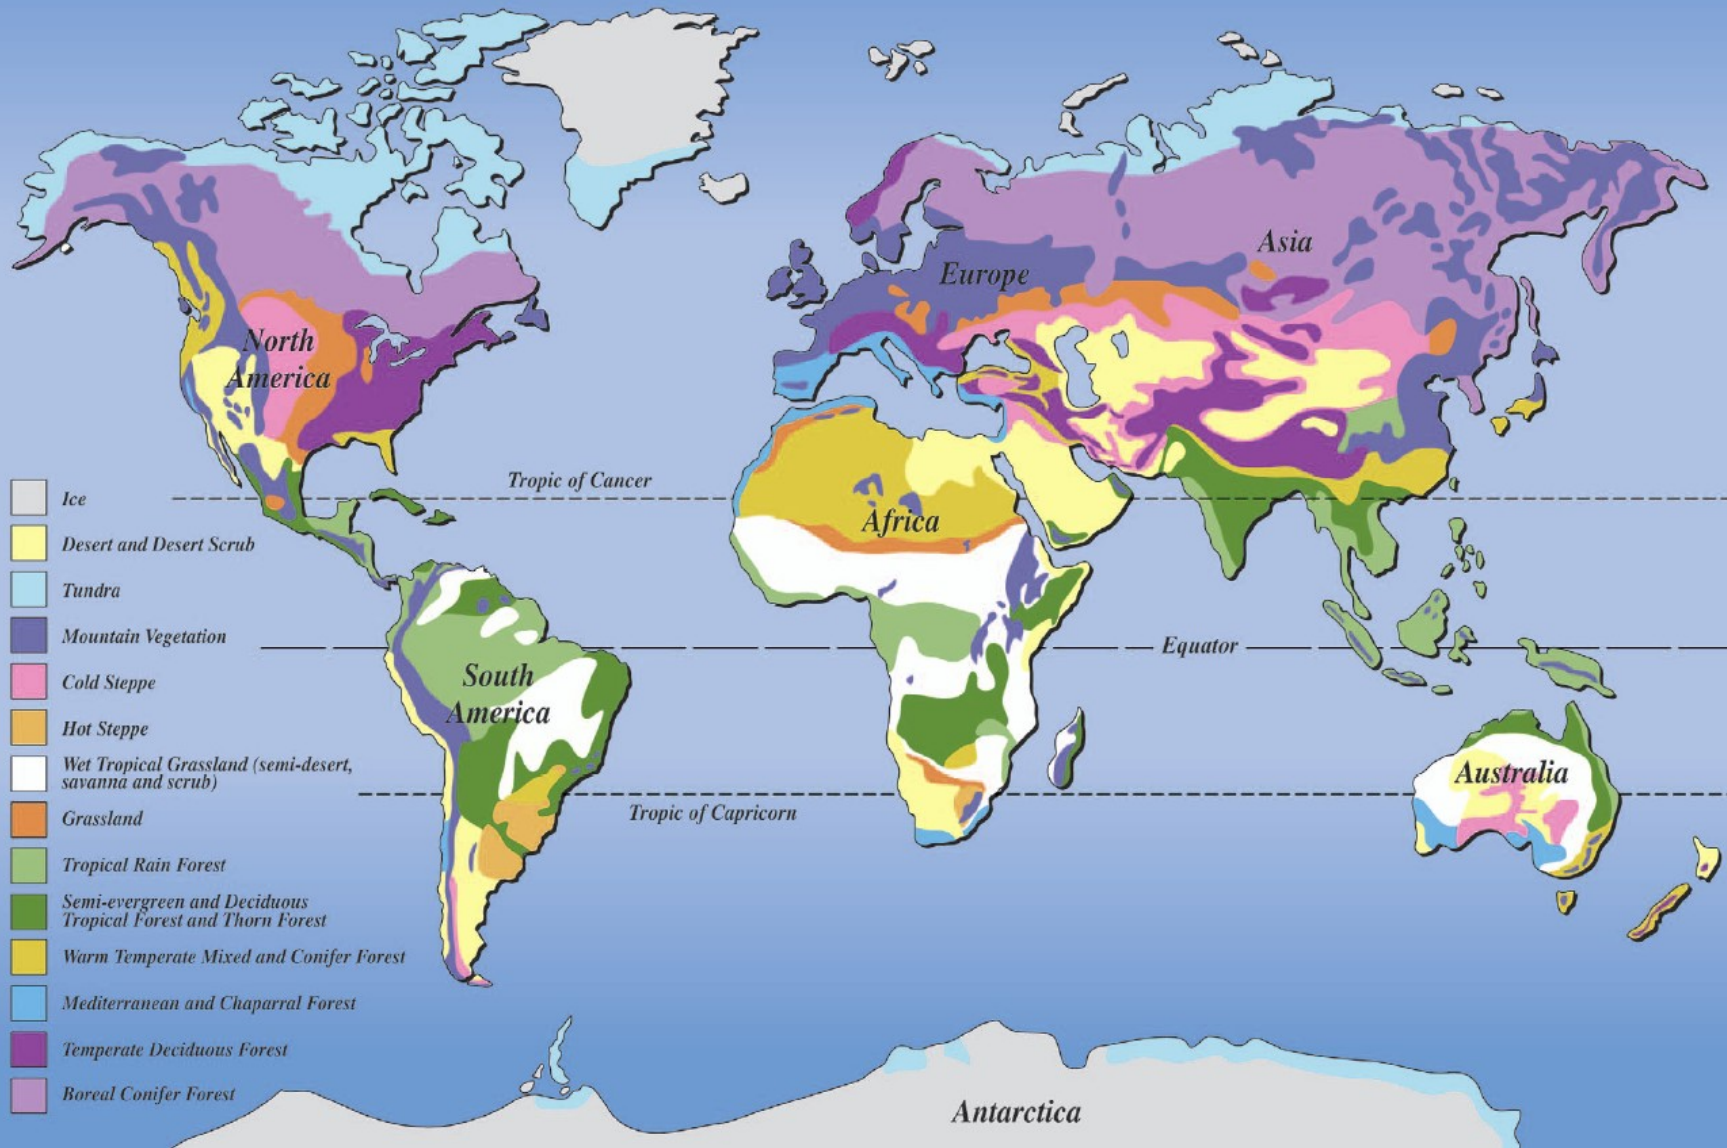 Asia
Europe
North
America
Tropic of Cancer
Africa
Equator
South
America
Australia
Tropic of Capricorn
Antarctica
Ice
Desert and Desert Scrub
Tundra
Mountain Vegetation
Cold Steppe
Hot Steppe
Wet Tropical Grassland (semi-desert,
savanna and scrub)
Grassland
Tropical Rain Forest
Semi-evergreen and Deciduous
Tropical Forest and Thorn Forest
Warm Temperate Mixed and Conifer Forest
Mediterranean and Chaparral Forest
Temperate Deciduous Forest
Boreal Conifer Forest